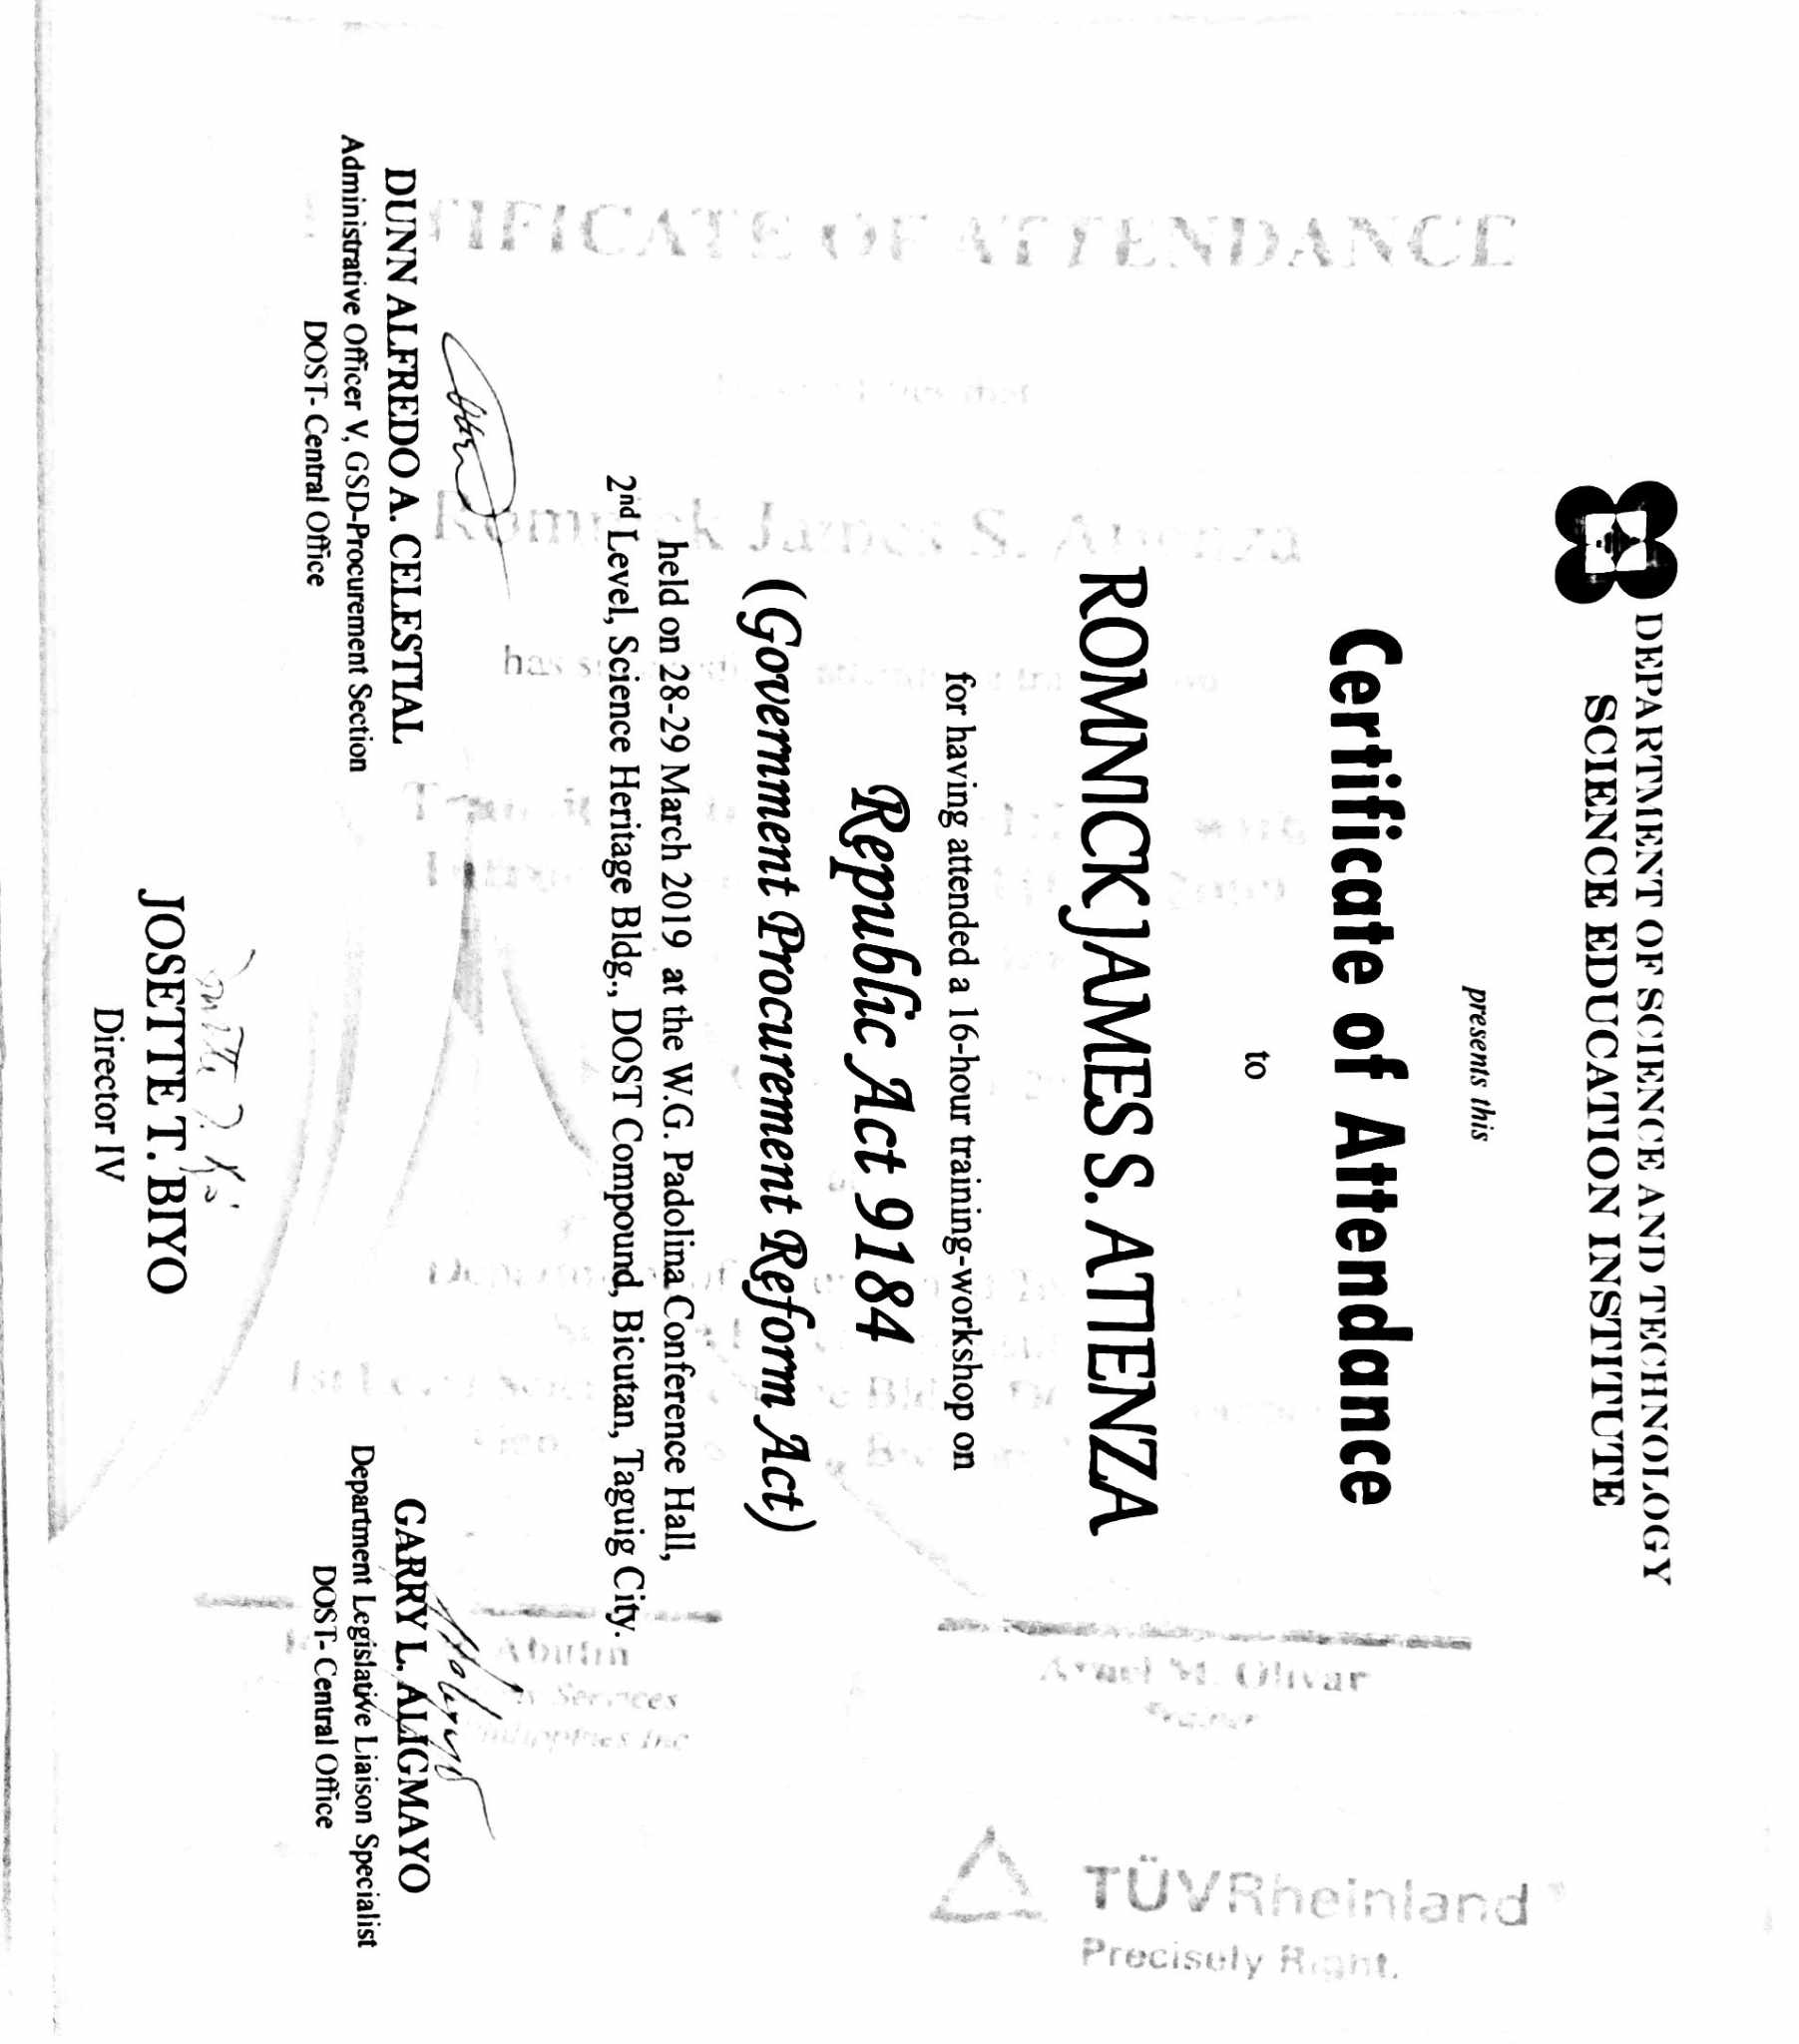 DEPARTMENT OF SCIENCE AND TECHNOLOGY
SCIENCE EDUCATION INSTITUTE
presents this
Certificate of Attendance
to
ROMNICK JAMES S. ATIENZA
for having attended a 16-hour training-workshop on
Republic Act 9184
(Government Procurement Reform Act)
held on 28-29 March 2019 at the W.G. Padolina Conference Hall,
2nd Level, Science Heritage Bldg., DOST Compound, Bicutan, Taguig City.
DUNN ALFREDO A. CELESTIAL
Administrative Officer V, GSD-Procurement Section
DOST- Central Office
GARRY L. ALIGMAYO
Department Legislative Liaison Specialist
DOST- Central Office
JOSETTE T. BIYO
Director IV
TÜVRheinland
Precisely Right.